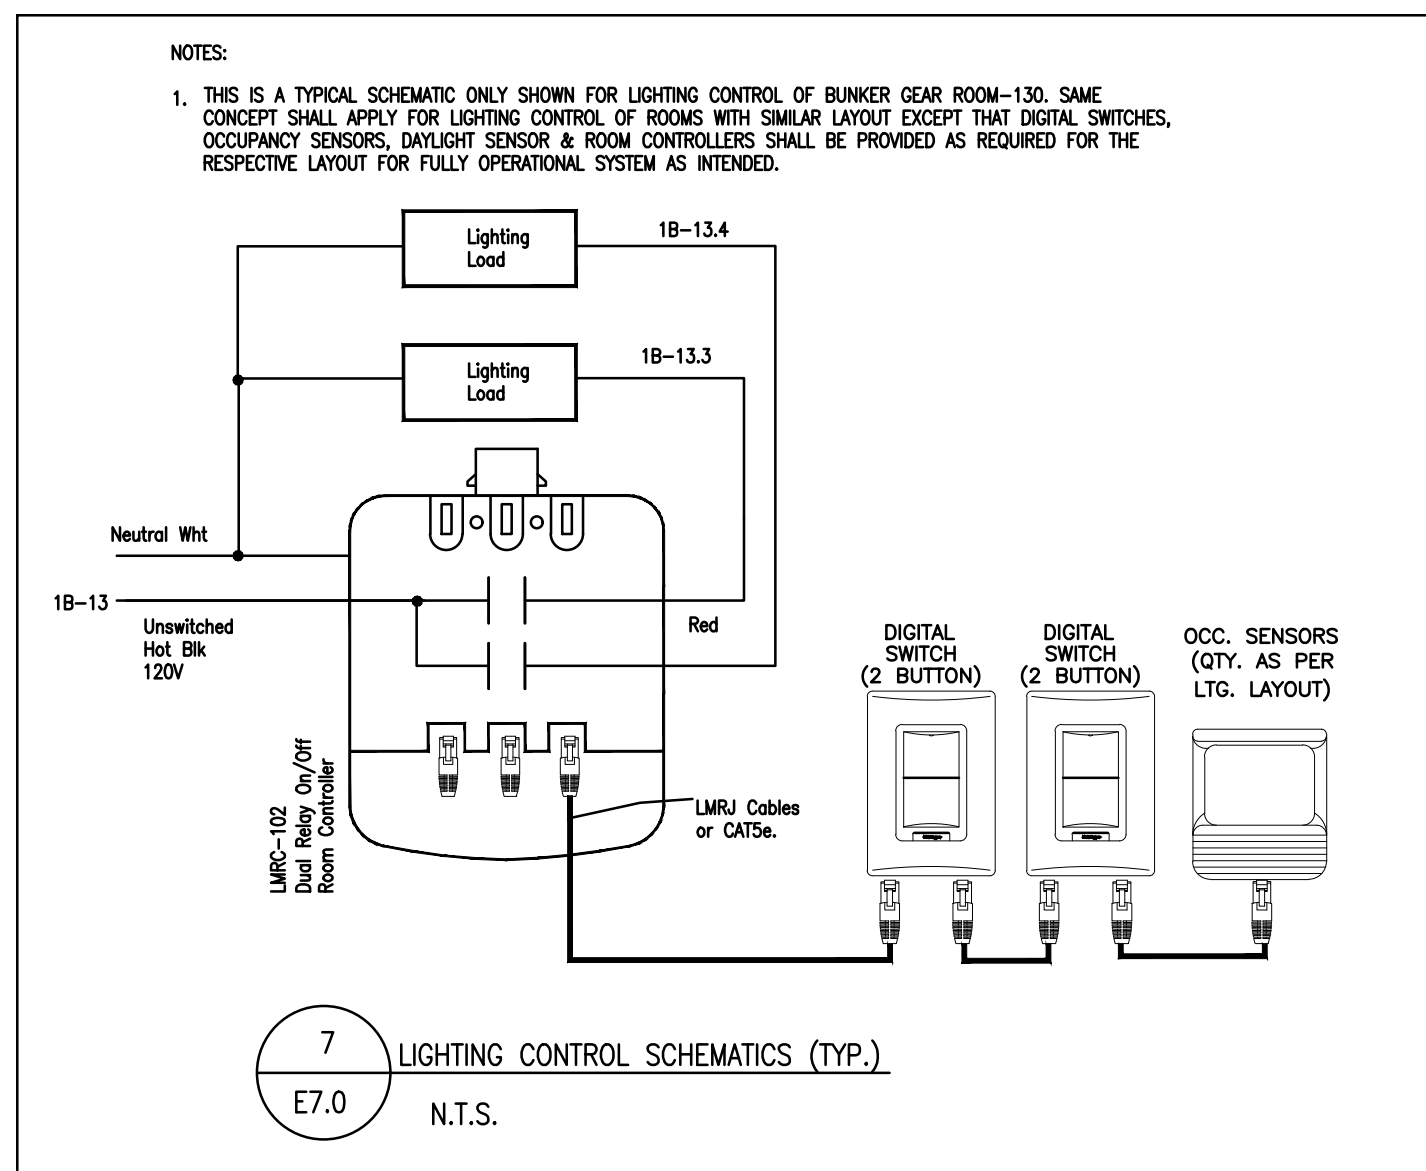 NOTES:
1. THIS IS A TYPICAL SCHEMATIC ONLY SHOWN FOR LIGHTING CONTROL OF BUNKER GEAR ROOM-130. SAME
CONCEPT SHALL APPLY FOR LIGHTING CONTROL OF ROOMS WITH SIMILAR LAYOUT EXCEPT THAT DIGITAL SWITCHES,
OCCUPANCY SENSORS, DAYLIGHT SENSOR & ROOM CONTROLLERS SHALL BE PROVIDED AS REQUIRED FOR THE
RESPECTIVE LAYOUT FOR FULLY OPERATIONAL SYSTEM AS INTENDED.
Lighting
Load
1B-13.4
Lighting
Load
1B-13.3
Neutral Wht
1B-13
Unswitched
Hot Blk
120V
Red
LMRC-102
Dual Relay On/Off
Room Controller
LMRJ Cables
or CAT5e.
DIGITAL
SWITCH
(2 BUTTON)
DIGITAL
SWITCH
(2 BUTTON)
OCC. SENSORS
(QTY. AS PER
LTG. LAYOUT)
7
E7.0
LIGHTING CONTROL SCHEMATICS (TYP.)
N.T.S.